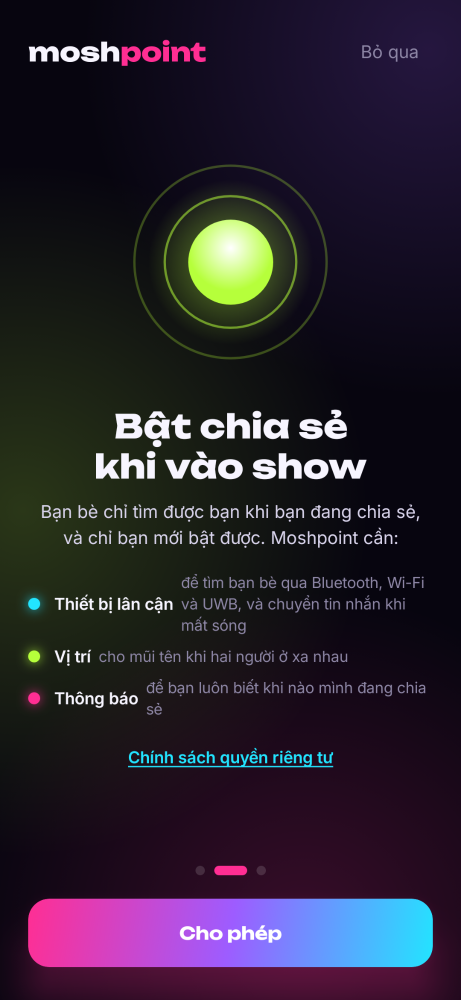 moshpoint
Bỏ qua
Bật chia sẻ
khi vào show
Bạn bè chỉ tìm được bạn khi bạn đang chia sẻ,
và chỉ bạn mới bật được. Moshpoint cần:
Thiết bị lân cận
để tìm bạn bè qua Bluetooth, Wi-Fi
và UWB, và chuyển tin nhắn khi
mất sóng
Vị trí cho mũi tên khi hai người ở xa nhau
Thông báo
để bạn luôn biết khi nào mình đang chia
sẻ
Chính sách quyền riêng tư
Cho phép